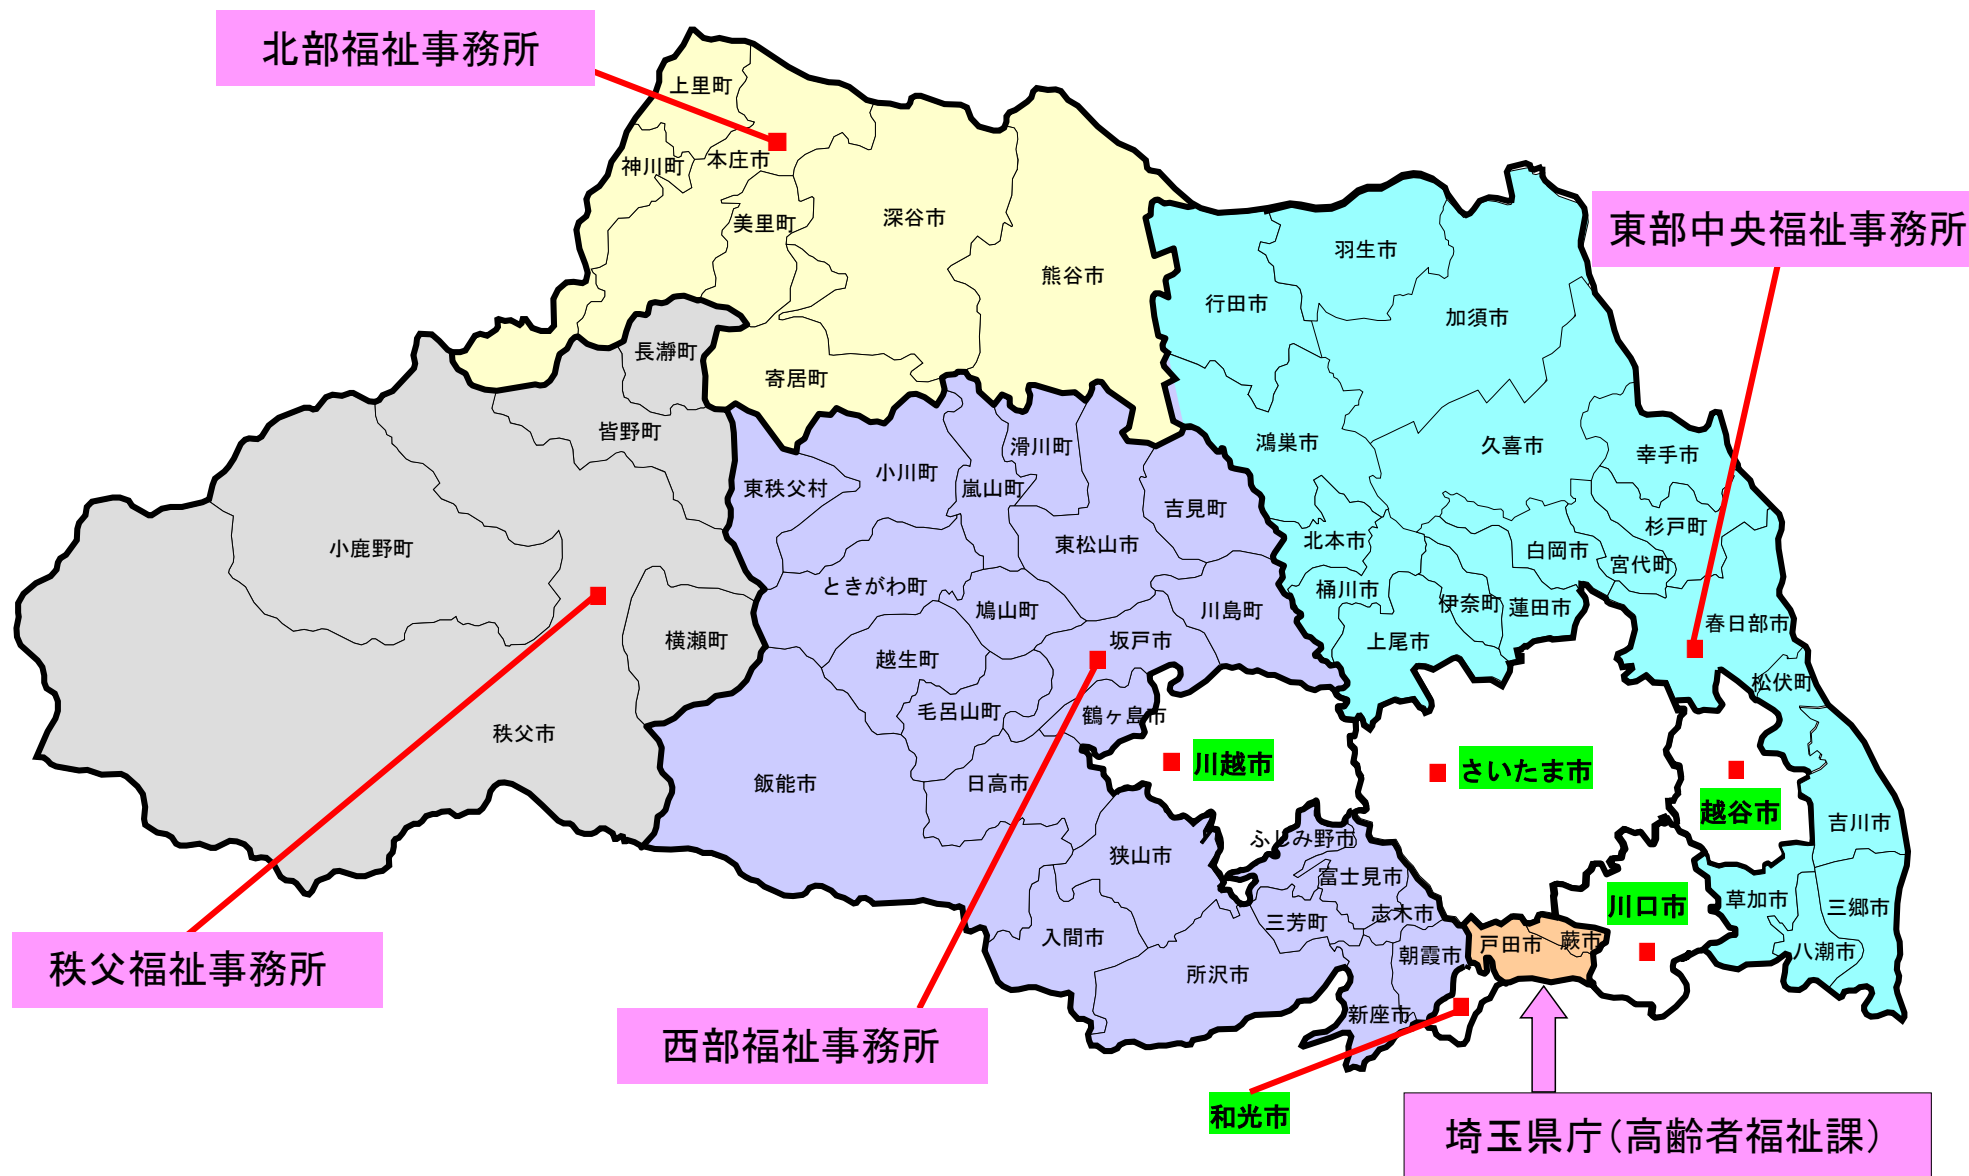 北部福祉事務所
上里町
神川町
本庄市
美里町
深谷市
熊谷市
寄居町
東部中央福祉事務所
羽生市
行田市
加須市
鴻巣市
久喜市
幸手市
杉戸町
北本市
白岡市
宮代町
桶川市
伊奈町
蓮田市
上尾市
春日部市
松伏町
吉川市
草加市
三郷市
八潮市
長瀞町
皆野町
小鹿野町
横瀬町
秩父市
秩父福祉事務所
東秩父村
小川町
嵐山町
滑川町
吉見町
東松山市
ときがわ町
鳩山町
川島町
坂戸市
越生町
毛呂山町
鶴ヶ島市
飯能市
日高市
狭山市
ふじみ野市
富士見市
三芳町
志木市
入間市
所沢市
朝霞市
新座市
西部福祉事務所
川越市
さいたま市
越谷市
川口市
戸田市
蕨市
和光市
埼玉県庁(高齢者福祉課)